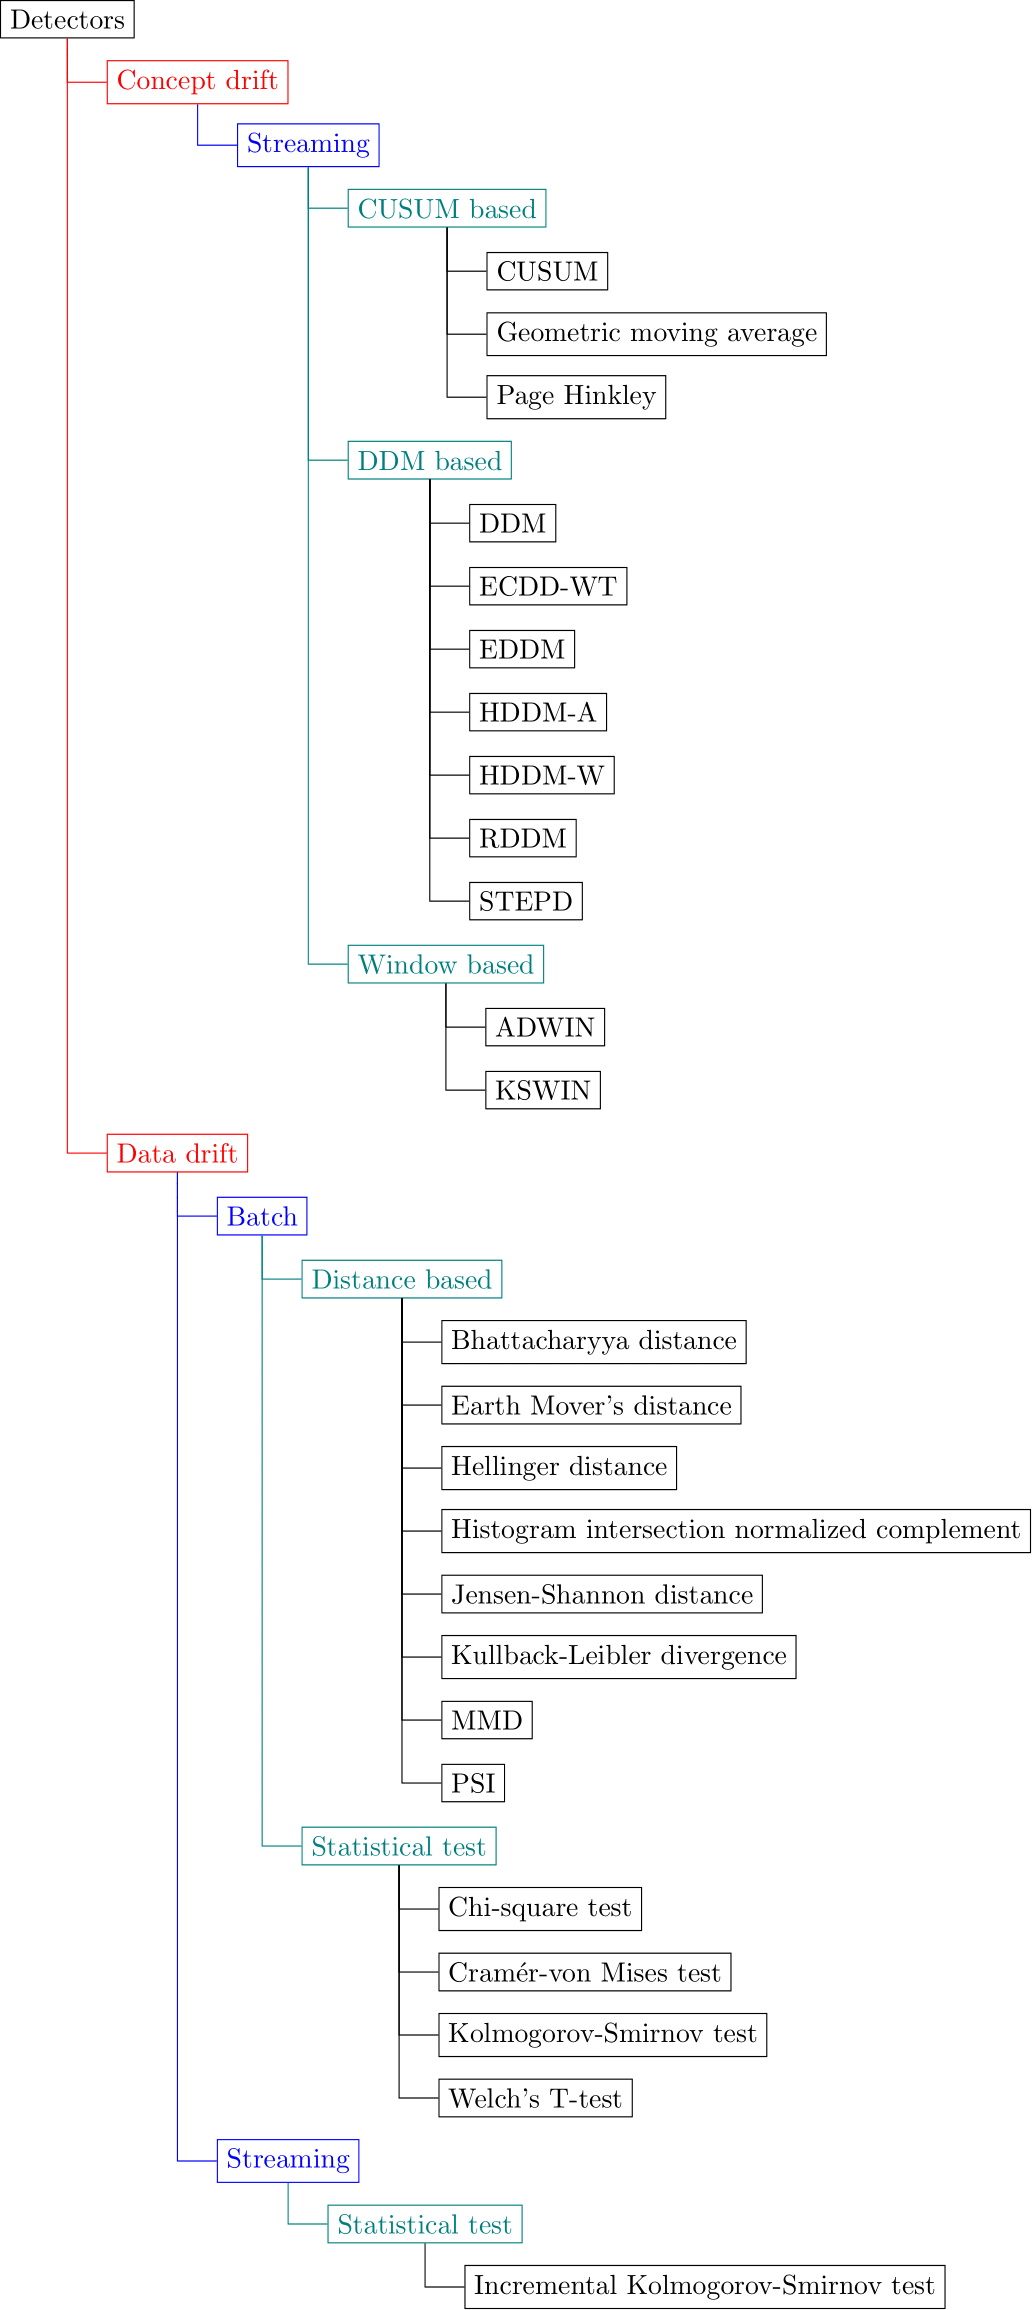 Detectors
Concept drift
Streaming
CUSUM based
CUSUM
Geometric moving average
Page Hinkley
DDM based
DDM
ECDD-WT
EDDM
HDDM-A
HDDM-W
RDDM
STEPD
Window based
ADWIN
KSWIN
Data drift
Batch
Distance based
Bhattacharyya distance
Earth Mover's distance
Hellinger distance
Histogram intersection normalized complement
Jensen-Shannon distance
Kullback-Leibler divergence
MMD
PSI
Statistical test
Chi-square test
Cramér-von Mises test
Kolmogorov-Smirnov test
Welch's T-test
Streaming
Statistical test
Incremental Kolmogorov-Smirnov test